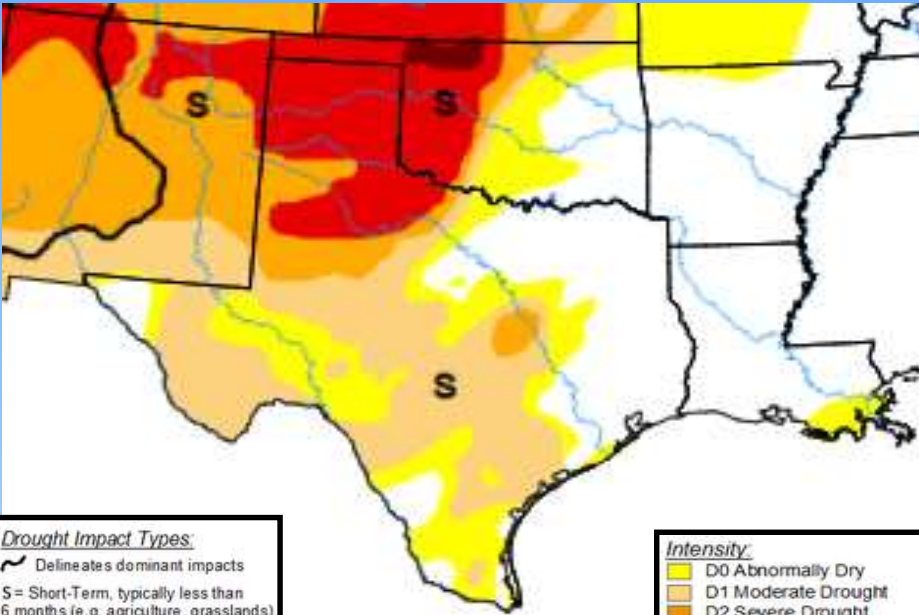 S
S
S
Drought Impact Types:
Delineates dominant impacts
S = Short-Term, typically less than
6 months (e.g. agriculture, grasslands)
Intensity:
D0 Abnormally Dry
D1 Moderate Drought
D2 Severe Drought